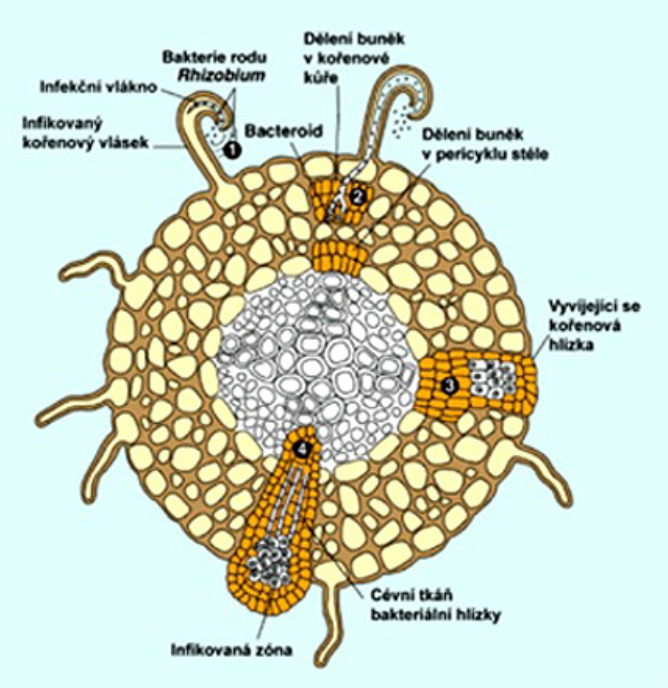 Dělení buněk
v kořenové
kůře
Bakterie rodu
Rhizobium
Infekční vlákno
Infikovaný
kořenový vlásek
Bacteroid
Dělení buněk
v pericyklu stéle
1
2
Vyvíjející se
kořenová
hlízka
3
4
Cévní tkáň
bakteriální hlízky
Infikovaná zóna